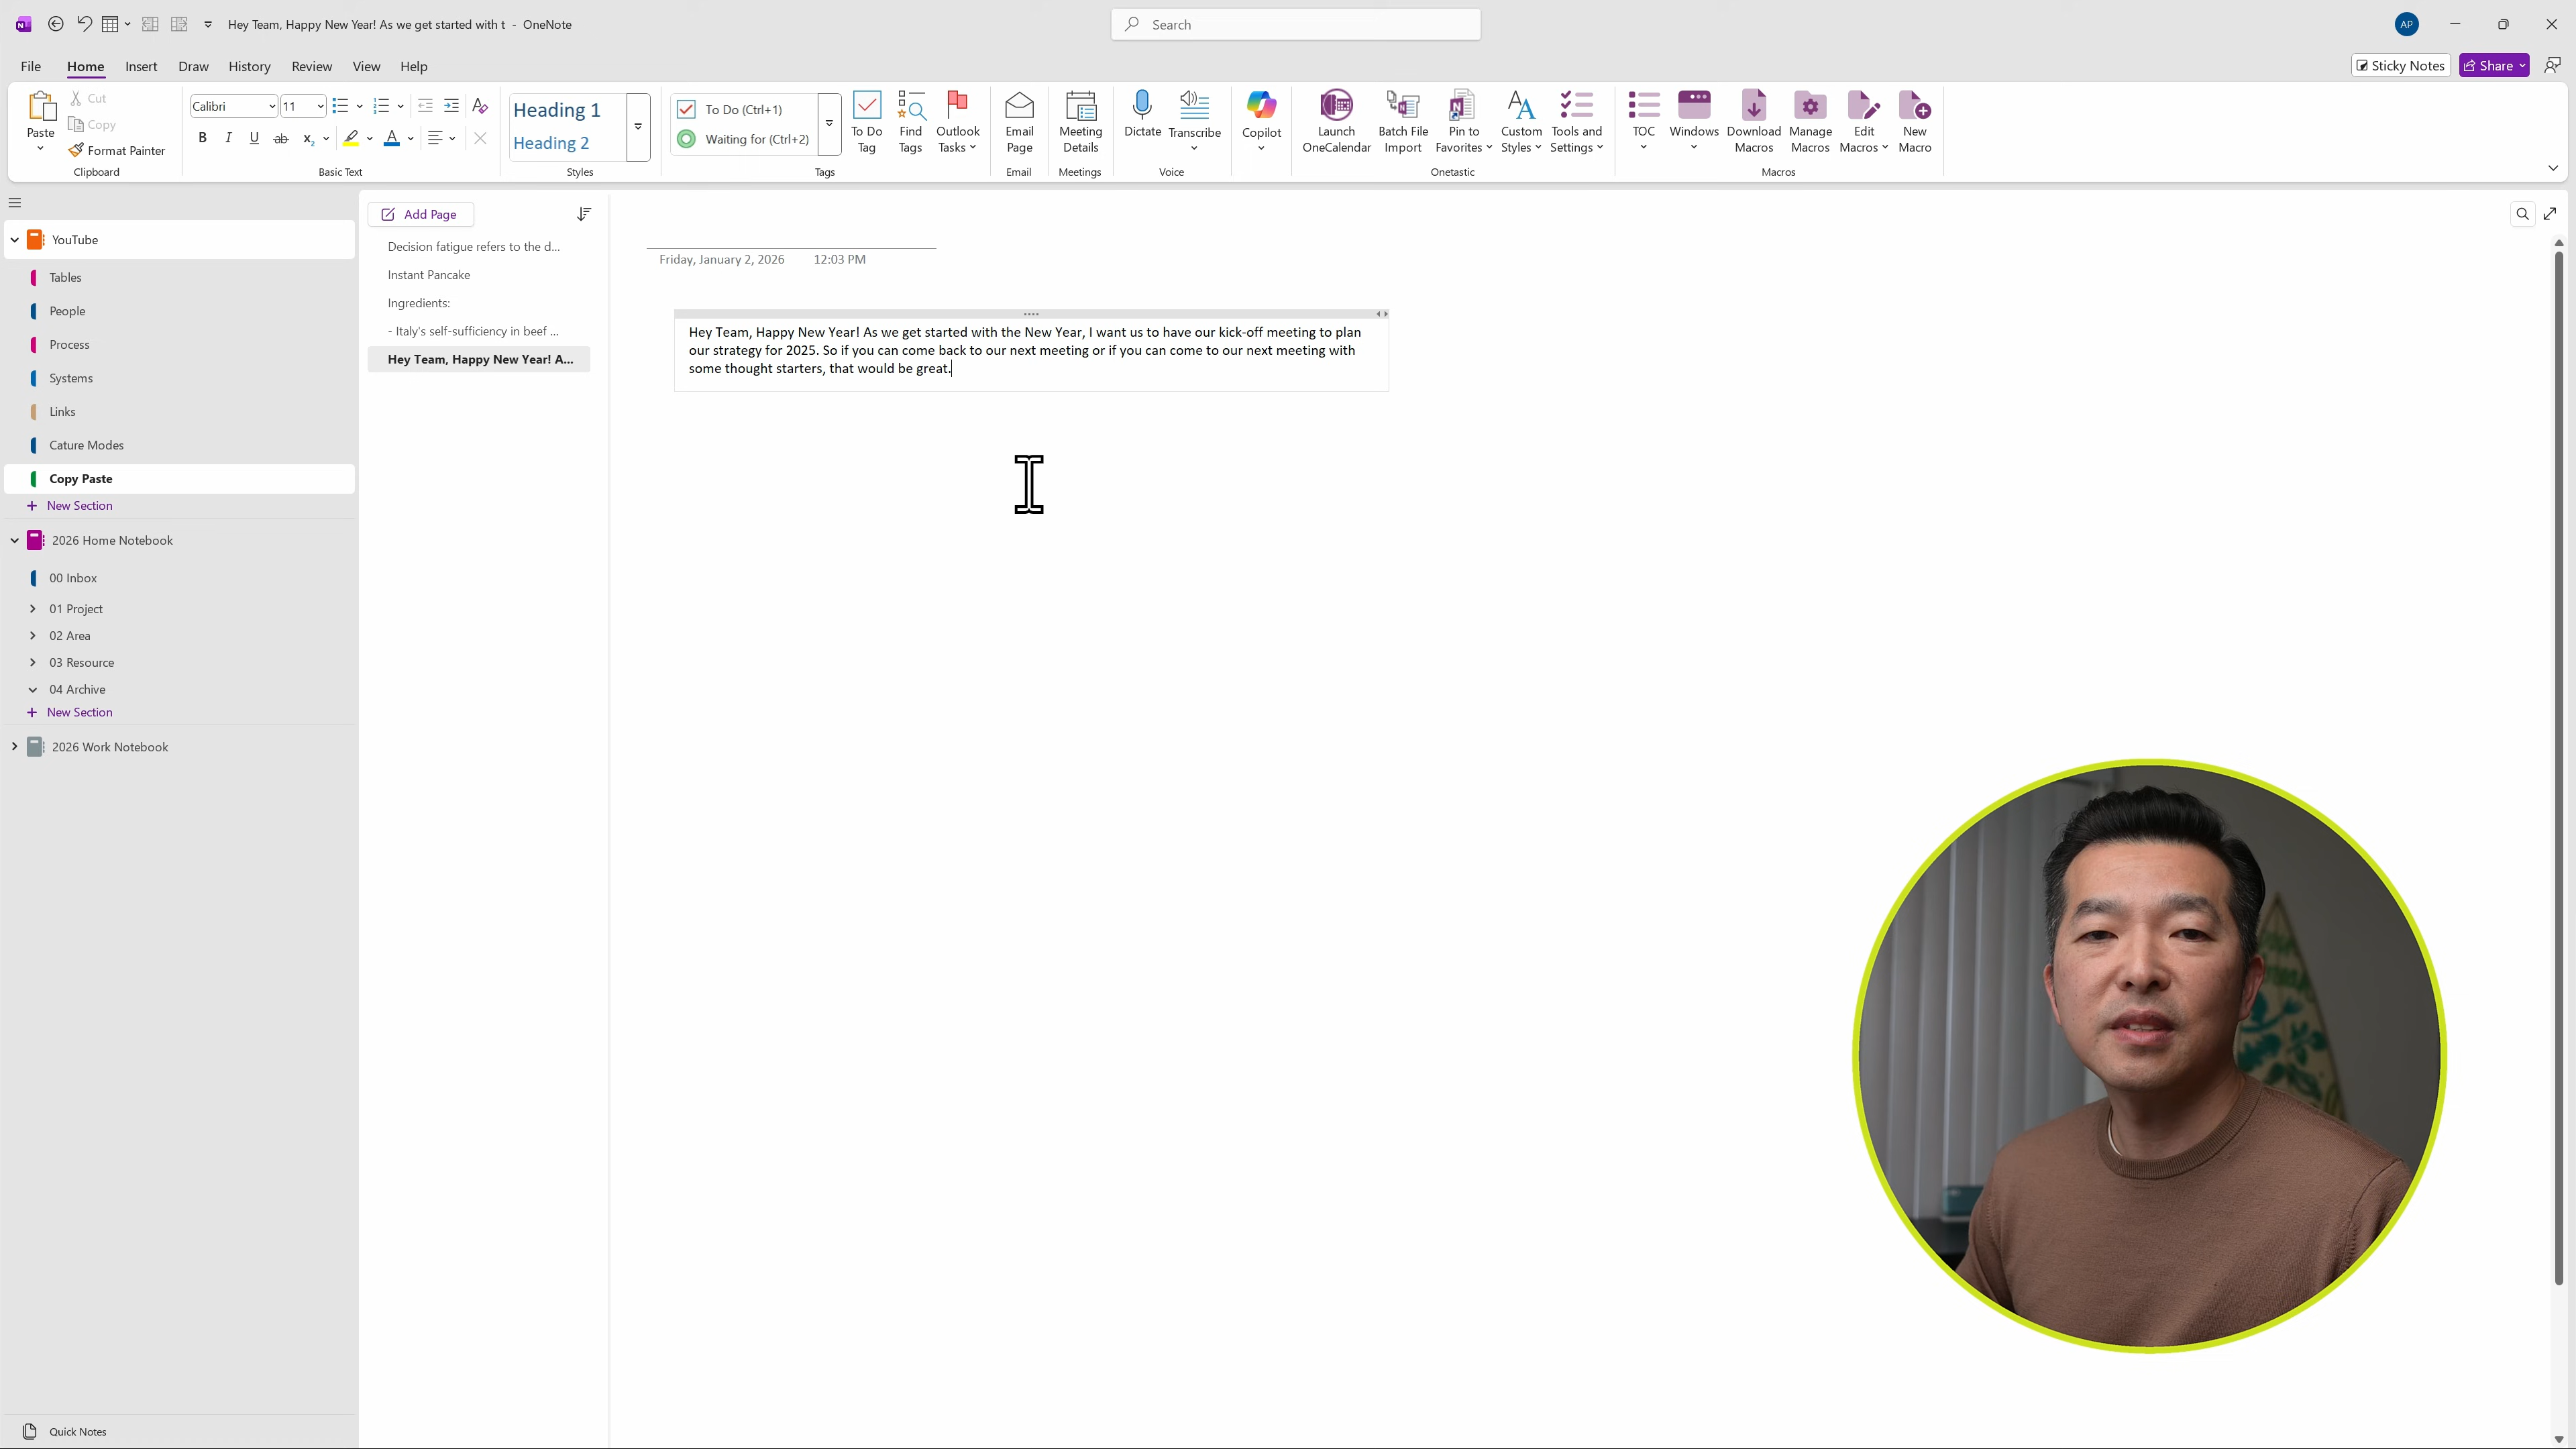 Hey Team, Happy New Year! As we get started with t - OneNote
Search
AP
File Home Insert Draw History Review View Help
Sticky Notes Share
Paste
Cut
Copy
Format Painter
Clipboard
Calibri 11
B I U ab x₂ A
Basic Text
Heading 1
Heading 2
Styles
To Do (Ctrl+1)
Waiting for (Ctrl+2)
To Do Tag
Find Tags
Outlook Tasks
Tags
Email Page
Email
Meeting Details
Meetings
Dictate
Transcribe
Voice
Copilot
Launch OneCalendar
Batch File Import
Pin to Favorites
Custom Styles
Tools and Settings
Onetastic
TOC
Windows
Download Macros
Manage Macros
Edit Macros
New Macro
Macros
YouTube
Tables
People
Process
Systems
Links
Cature Modes
Copy Paste
+ New Section
2026 Home Notebook
00 Inbox
01 Project
02 Area
03 Resource
04 Archive
+ New Section
2026 Work Notebook
Quick Notes
Add Page
Decision fatigue refers to the d...
Instant Pancake
Ingredients:
- Italy's self-sufficiency in beef ...
Hey Team, Happy New Year! A...
Friday, January 2, 2026 12:03 PM
Hey Team, Happy New Year! As we get started with the New Year, I want us to have our kick-off meeting to plan
our strategy for 2025. So if you can come back to our next meeting or if you can come to our next meeting with
some thought starters, that would be great.